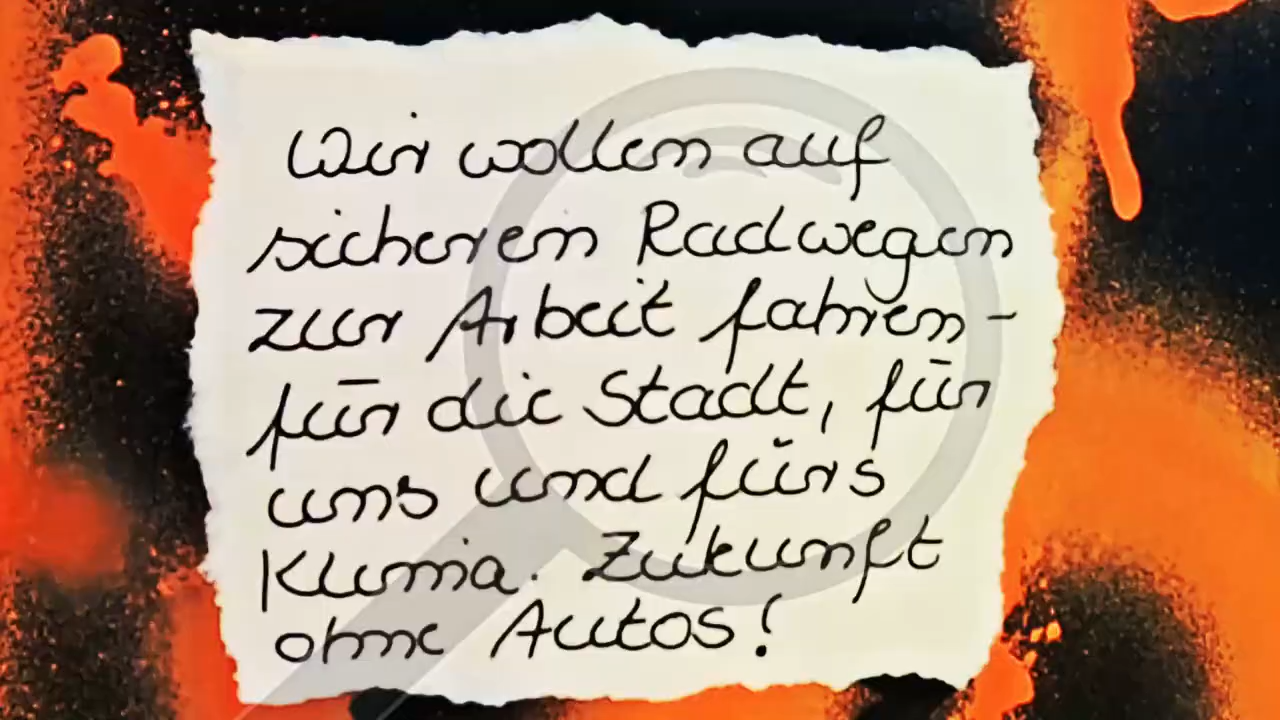 Wir wollen auf
sicheren Radwegen
zur Arbeit fahren -
für die Stadt, für
uns und fürs
Klima. Zukunft
ohne Autos!